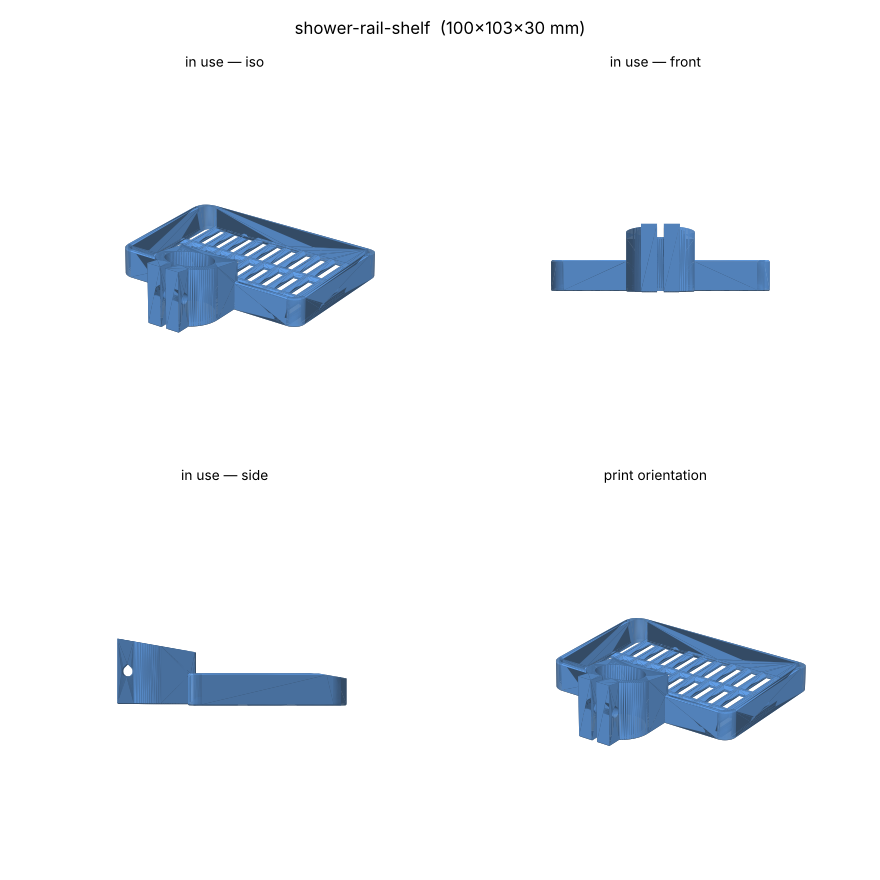 shower-rail-shelf (100×103×30 mm)
in use — iso
in use — front
in use — side
print orientation